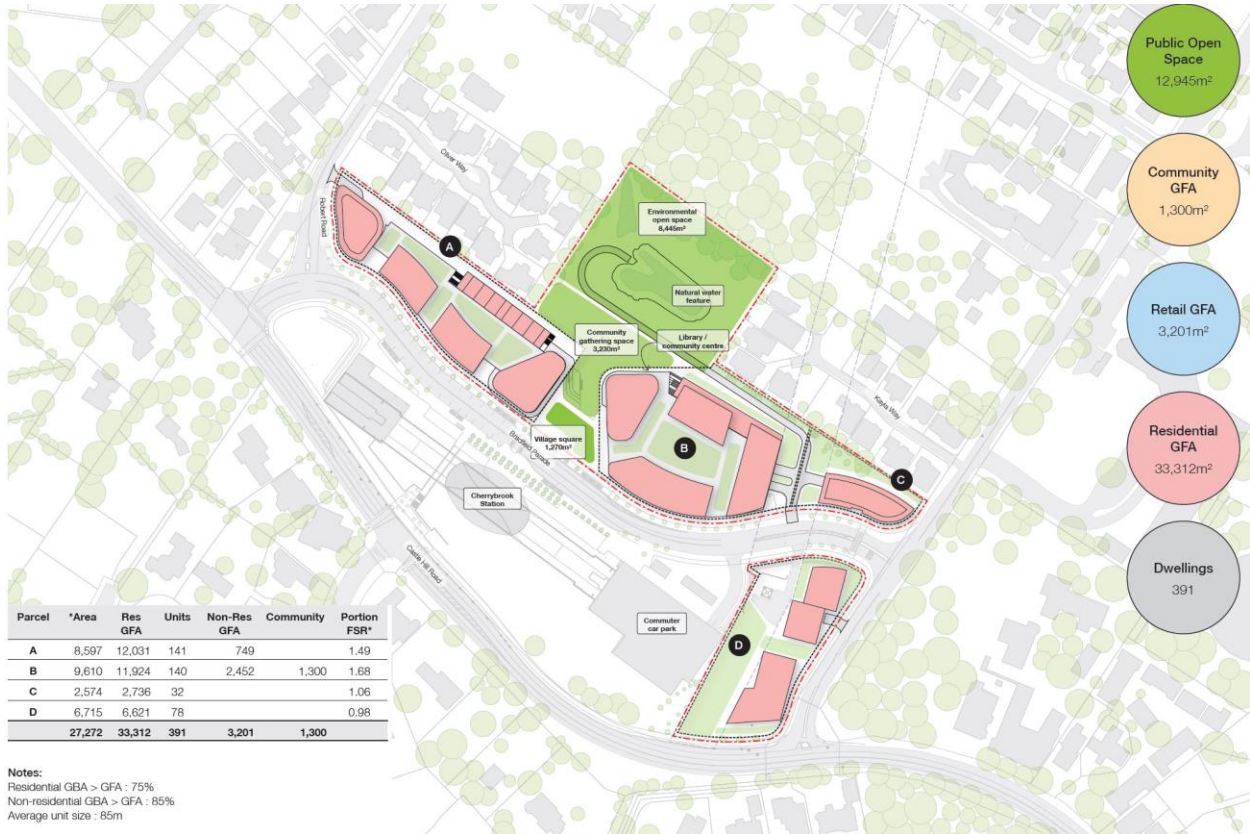 Public Open
Space
12,945m²
Community
GFA
1,300m²
Retail GFA
3,201m²
Residential
GFA
33,312m²
Dwellings
391
Oliver Way
Robert Road
A
Environmental
open space
8,445m²
Natural water
feature
Community
gathering space
3,230m²
Library /
community centre
Kayla Way
Village square
1,270m²
Bradfield Parade
B
C
Cherrybrook
Station
Castle Hill Road
Commuter
car park
D
Parcel *Area Res GFA Units Non-Res GFA Community Portion FSR*
A 8,597 12,031 141 749 1.49
B 9,610 11,924 140 2,452 1,300 1.68
C 2,574 2,736 32 1.06
D 6,715 6,621 78 0.98
27,272 33,312 391 3,201 1,300
Notes:
Residential GBA > GFA : 75%
Non-residential GBA > GFA : 85%
Average unit size : 85m